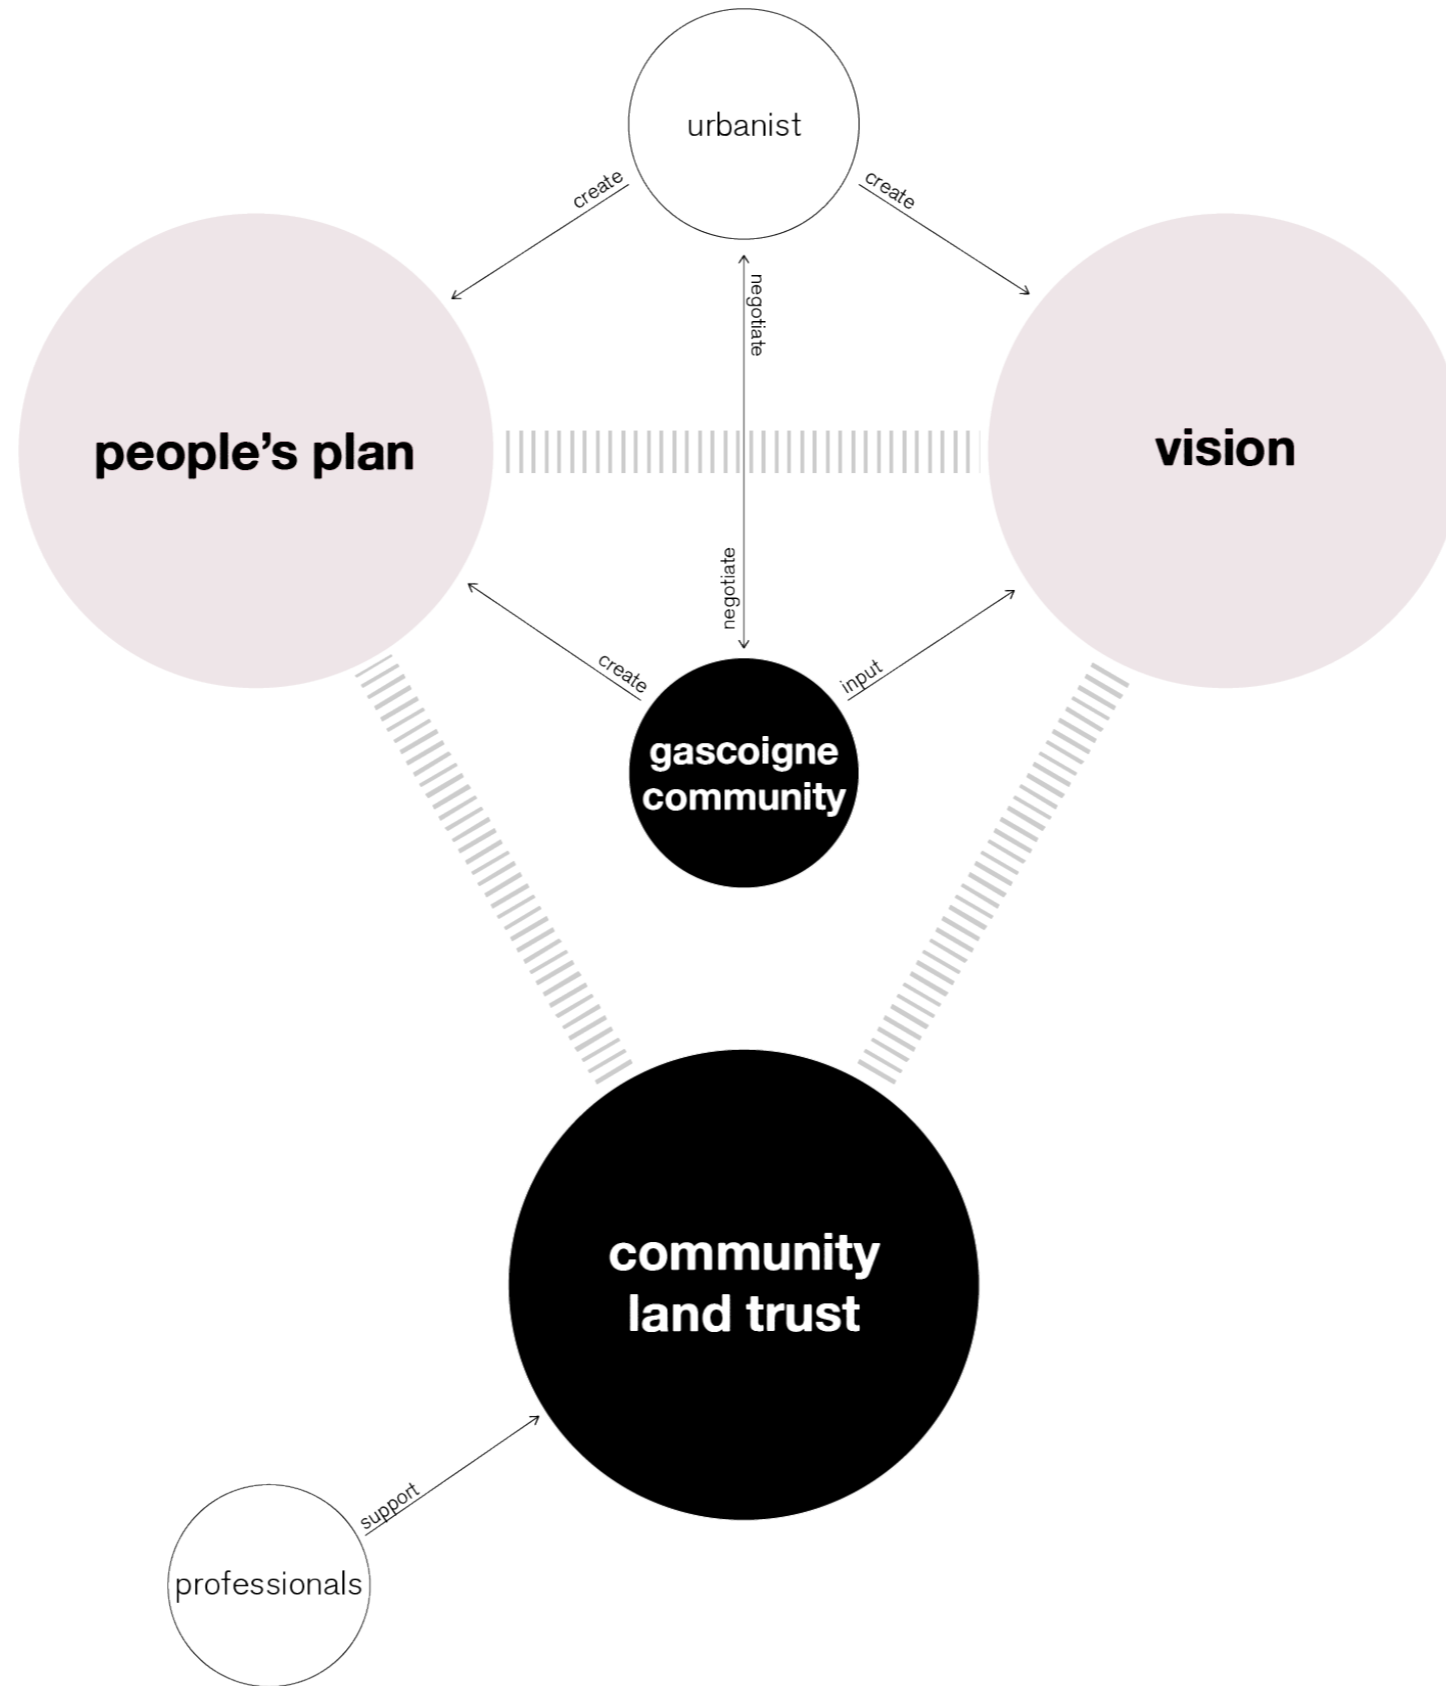 urbanist
create
create
negotiate
people's plan
vision
negotiate
create
input
gascoigne
community
community
land trust
support
professionals